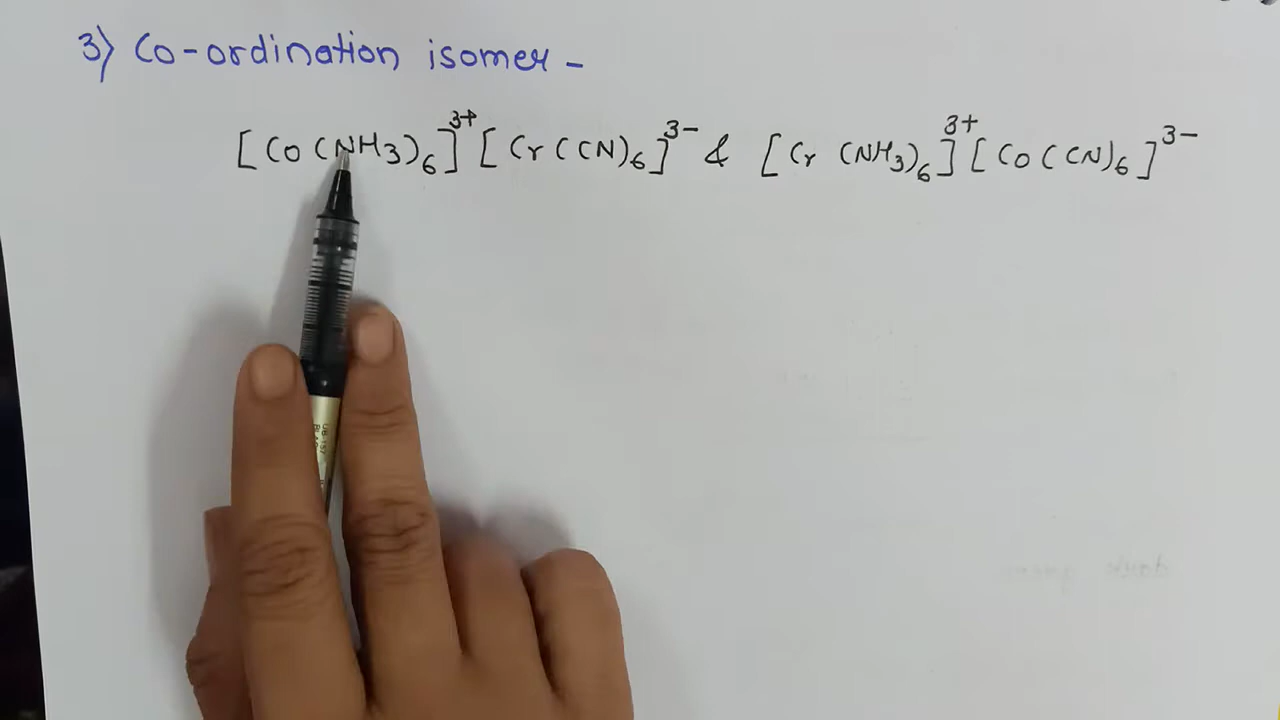 3) Co-ordination isomer -
[Co(NH3)6]3+ [Cr(CN)6]3- & [Cr (NH3)6]3+ [Co(CN)6]3-